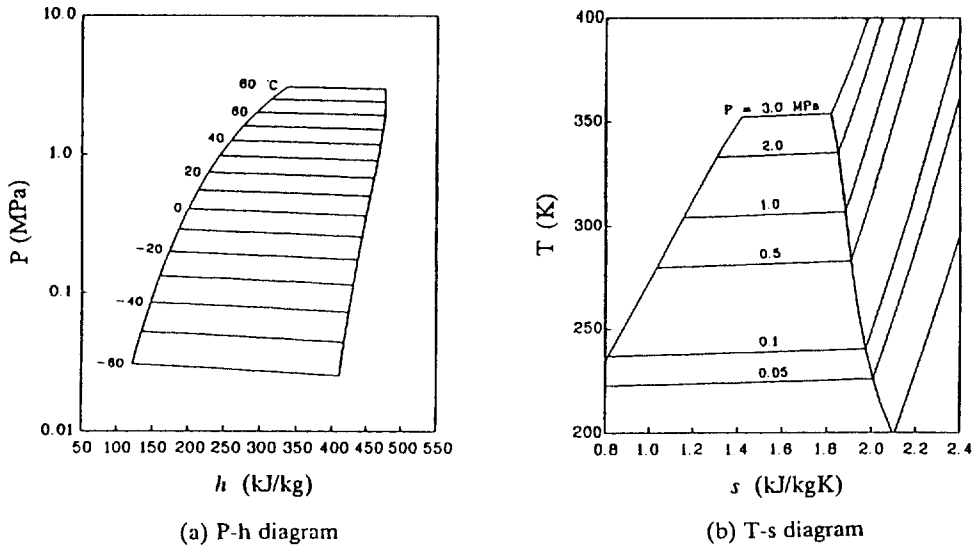 10.0
1.0
0.1
0.01
P (MPa)
80 °C
60
40
20
0
-20
-40
-60
50 100 150 200 250 300 350 400 450 500 550
h (kJ/kg)
(a) P-h diagram
400
350
300
250
200
T (K)
P = 3.0 MPa
2.0
1.0
0.5
0.1
0.05
0.8 1.0 1.2 1.4 1.6 1.8 2.0 2.2 2.4
s (kJ/kgK)
(b) T-s diagram